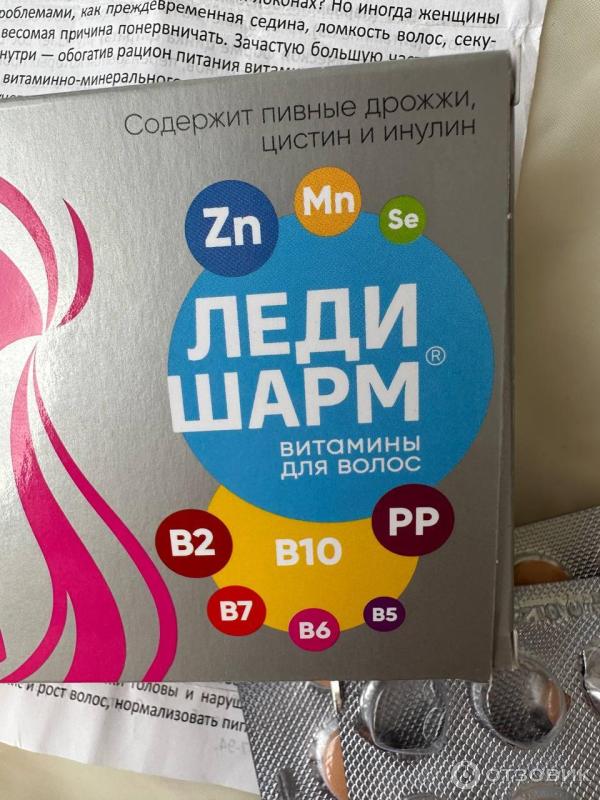 проблемами, как преждевременная седина, ломкость волос, секу-
весомая причина понервничать. Зачастую большую
нутри — обогатив рацион питания
витаминно-минерального
Содержит пивные дрожжи,
цистин и инулин
Zn
Mn
Se
ЛЕДИ
ШАРМ®
ВИТАМИНЫ
ДЛЯ ВОЛОС
B2
B10
PP
B7
B6
B5
головы и
и рост волос, нормализовать
ОТЗОВИК